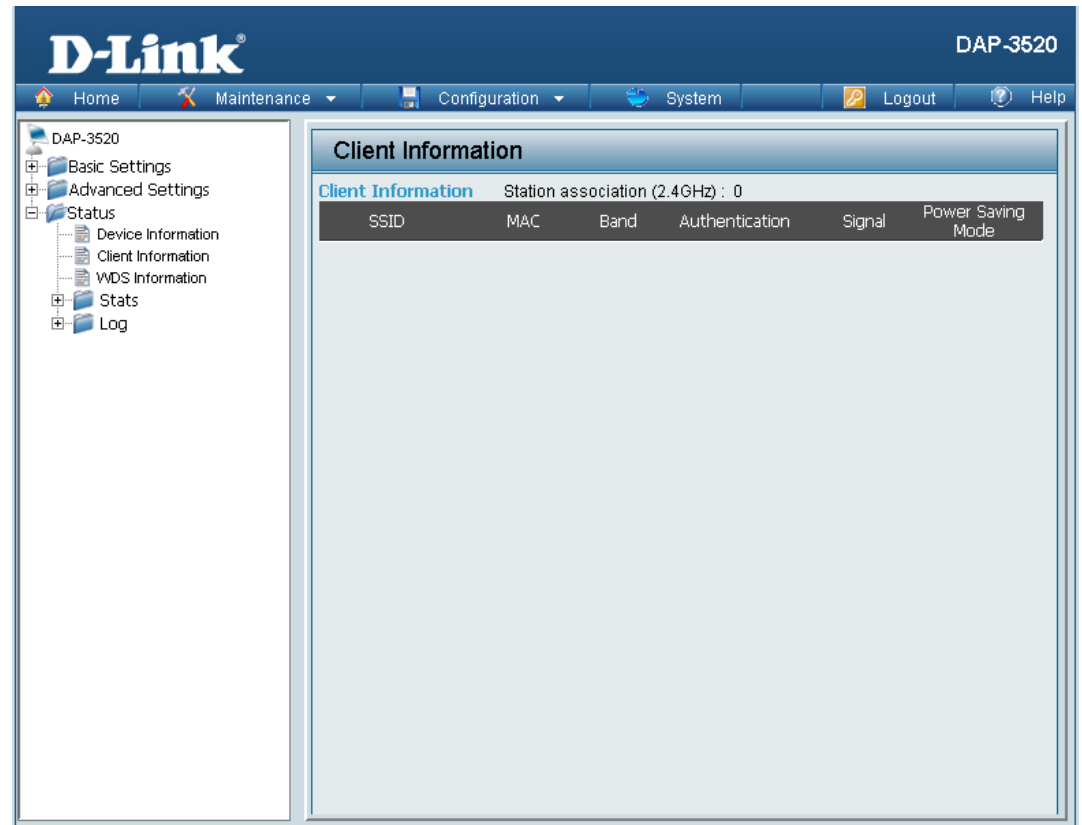 D-Link®
DAP-3520
Home Maintenance Configuration System Logout Help
DAP-3520
Basic Settings
Advanced Settings
Status
Device Information
Client Information
WDS Information
Stats
Log
Client Information
Client Information Station association (2.4GHz) : 0
SSID MAC Band Authentication Signal Power Saving Mode